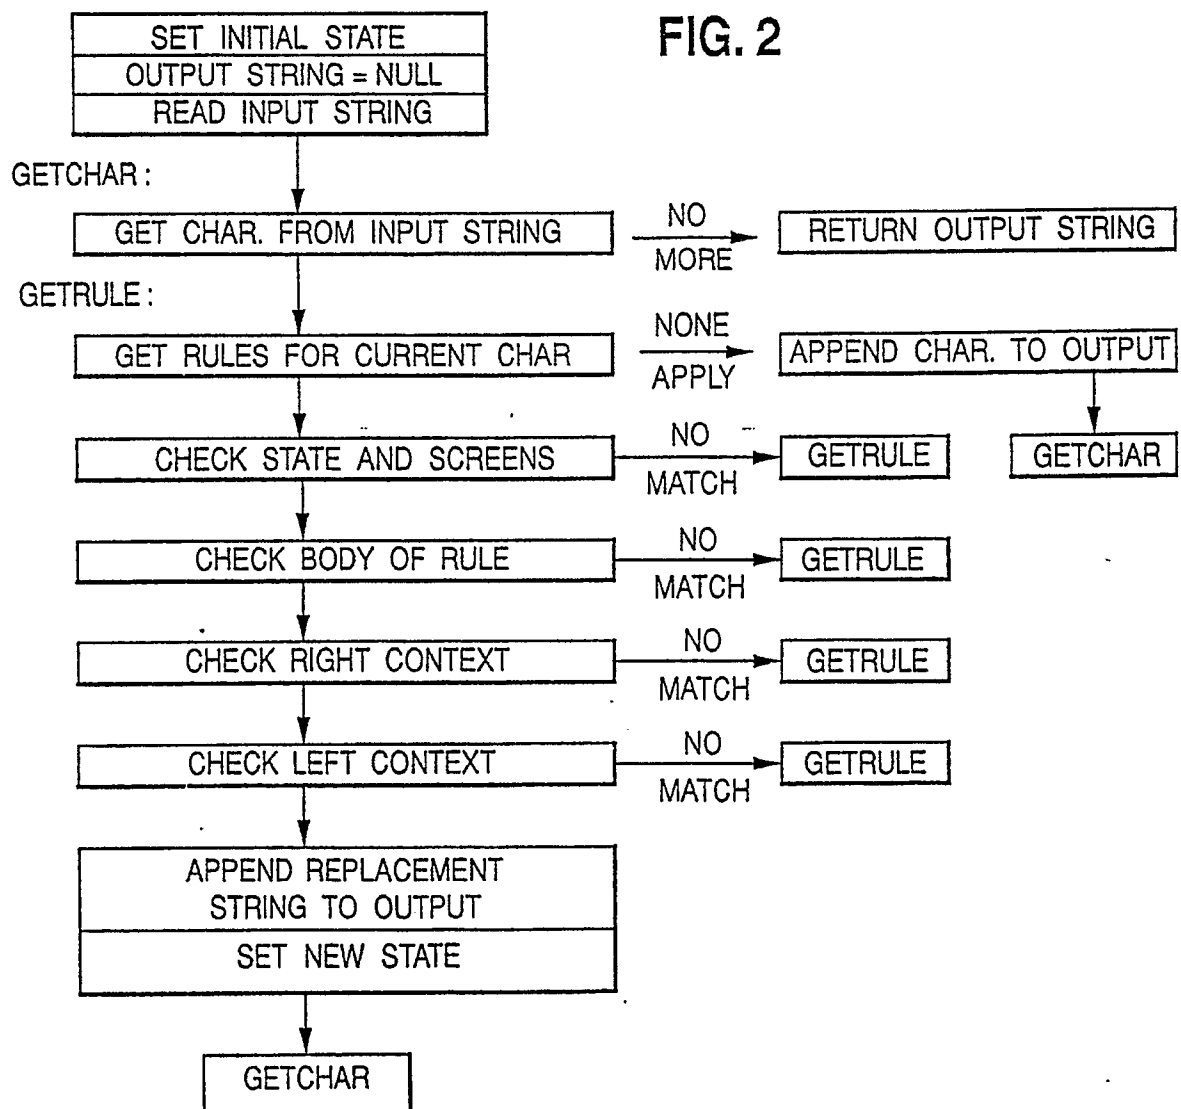 FIG. 2
SET INITIAL STATE
OUTPUT STRING = NULL
READ INPUT STRING
GETCHAR:
GET CHAR. FROM INPUT STRING
NO
MORE
RETURN OUTPUT STRING
GETRULE:
GET RULES FOR CURRENT CHAR
NONE
APPLY
APPEND CHAR. TO OUTPUT
GETCHAR
CHECK STATE AND SCREENS
NO
MATCH
GETRULE
CHECK BODY OF RULE
NO
MATCH
GETRULE
CHECK RIGHT CONTEXT
NO
MATCH
GETRULE
CHECK LEFT CONTEXT
NO
MATCH
GETRULE
APPEND REPLACEMENT
STRING TO OUTPUT
SET NEW STATE
GETCHAR